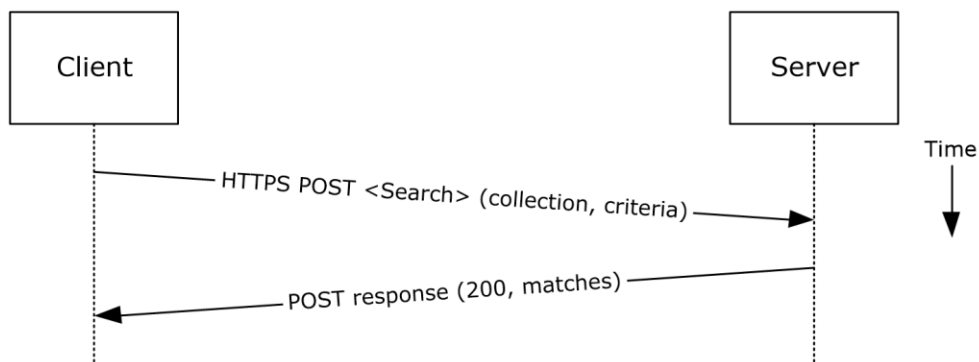 Client
Server
Time
HTTPS POST <Search> (collection, criteria)
POST response (200, matches)